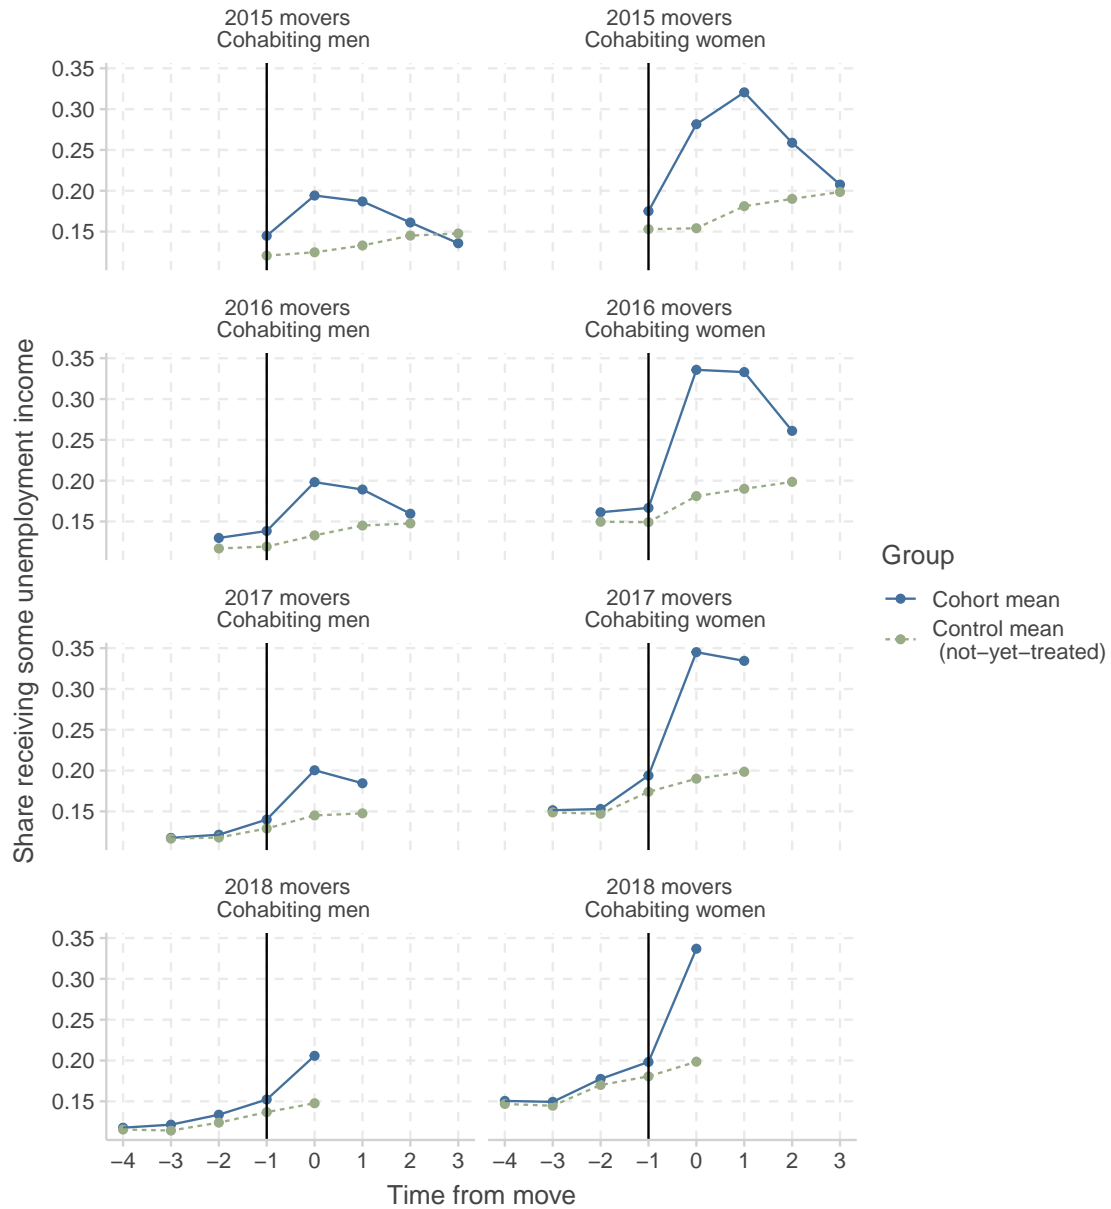 2015 movers
Cohabiting men
2015 movers
Cohabiting women
0.35
0.30
0.25
0.20
0.15
2016 movers
Cohabiting men
2016 movers
Cohabiting women
0.35
0.30
0.25
0.20
0.15
2017 movers
Cohabiting men
2017 movers
Cohabiting women
0.35
0.30
0.25
0.20
0.15
2018 movers
Cohabiting men
2018 movers
Cohabiting women
0.35
0.30
0.25
0.20
0.15
−4 −3 −2 −1 0 1 2 3
−4 −3 −2 −1 0 1 2 3
Time from move
Share receiving some unemployment income
Group
Cohort mean
Control mean
(not−yet−treated)